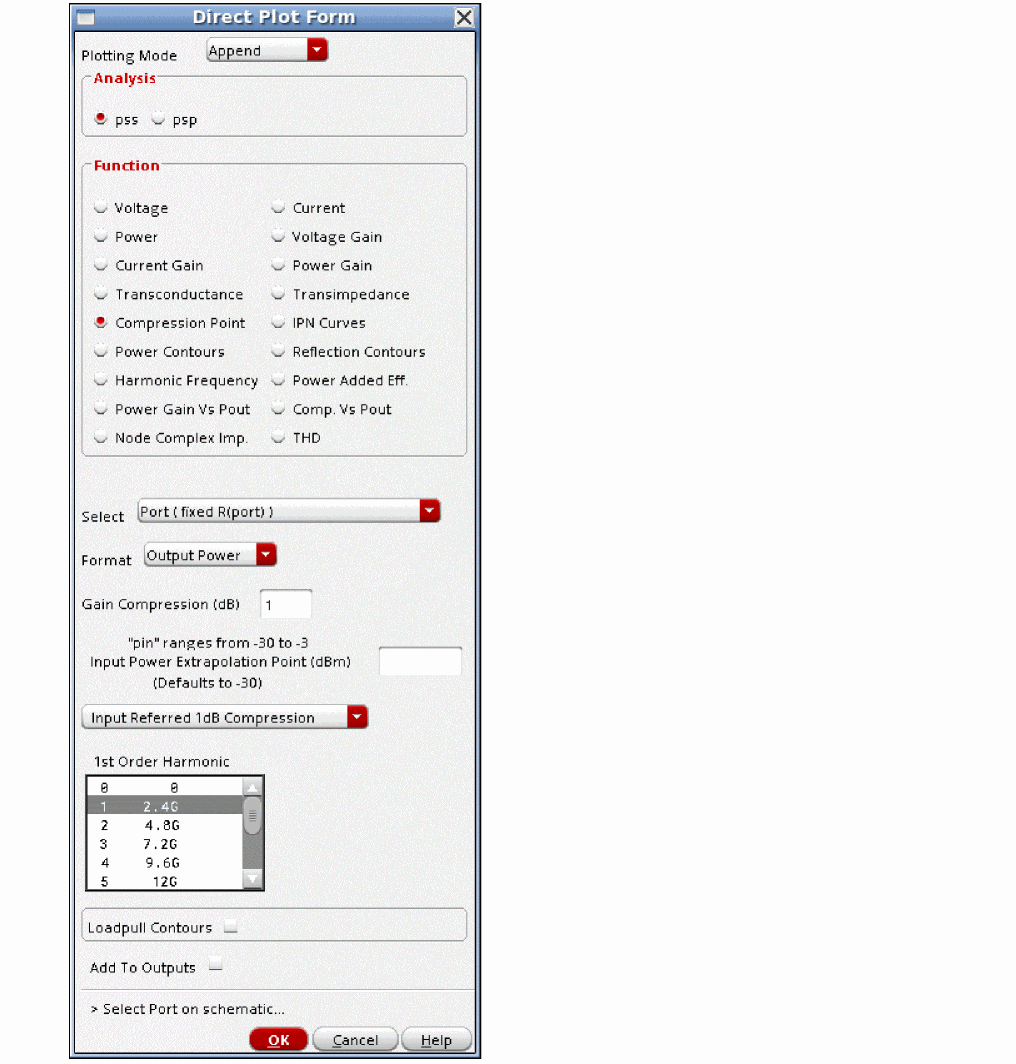 Direct Plot Form
Plotting Mode Append
Analysis
pss psp
Function
Voltage Current
Power Voltage Gain
Current Gain Power Gain
Transconductance Transimpedance
Compression Point IPN Curves
Power Contours Reflection Contours
Harmonic Frequency Power Added Eff.
Power Gain Vs Pout Comp. Vs Pout
Node Complex Imp. THD
Select Port ( fixed R(port) )
Format Output Power
Gain Compression (dB) 1
"pin" ranges from -30 to -3
Input Power Extrapolation Point (dBm)
(Defaults to -30)
Input Referred 1dB Compression
1st Order Harmonic
0 0
1 2.4G
2 4.8G
3 7.2G
4 9.6G
5 12G
Loadpull Contours
Add To Outputs
> Select Port on schematic...
OK Cancel Help